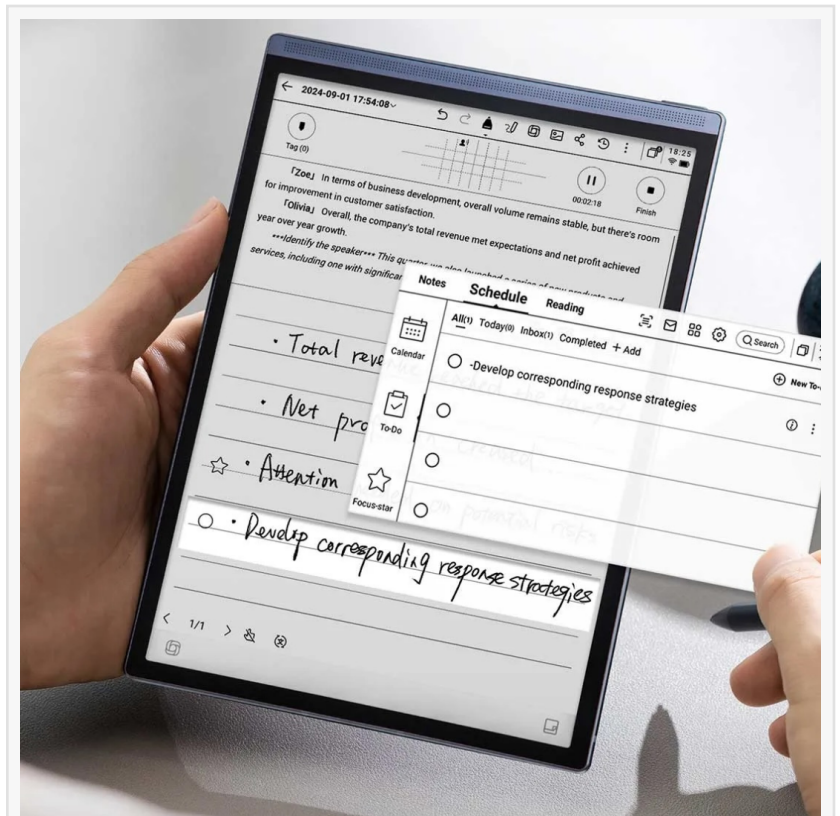 2024-09-01 17:54:08
18:25
Tag (0)
00:02:18
Finish
「Zoe」 In terms of business development, overall volume remains stable, but there's room
for improvement in customer satisfaction.
「Olivia」 Overall, the company's total revenue met expectations and net profit achieved
year over year growth.
***Identify the speaker*** This quarter, we also launched a series of new products and
services, including one with significan
• Total reve
• Net pro
• Attention
• Develop corresponding response strategies
1/1
Notes Schedule Reading
Search
All(1) Today(0) Inbox(1) Completed + Add
New To-
Calendar
-Develop corresponding response strategies
To-Do
Focus-star